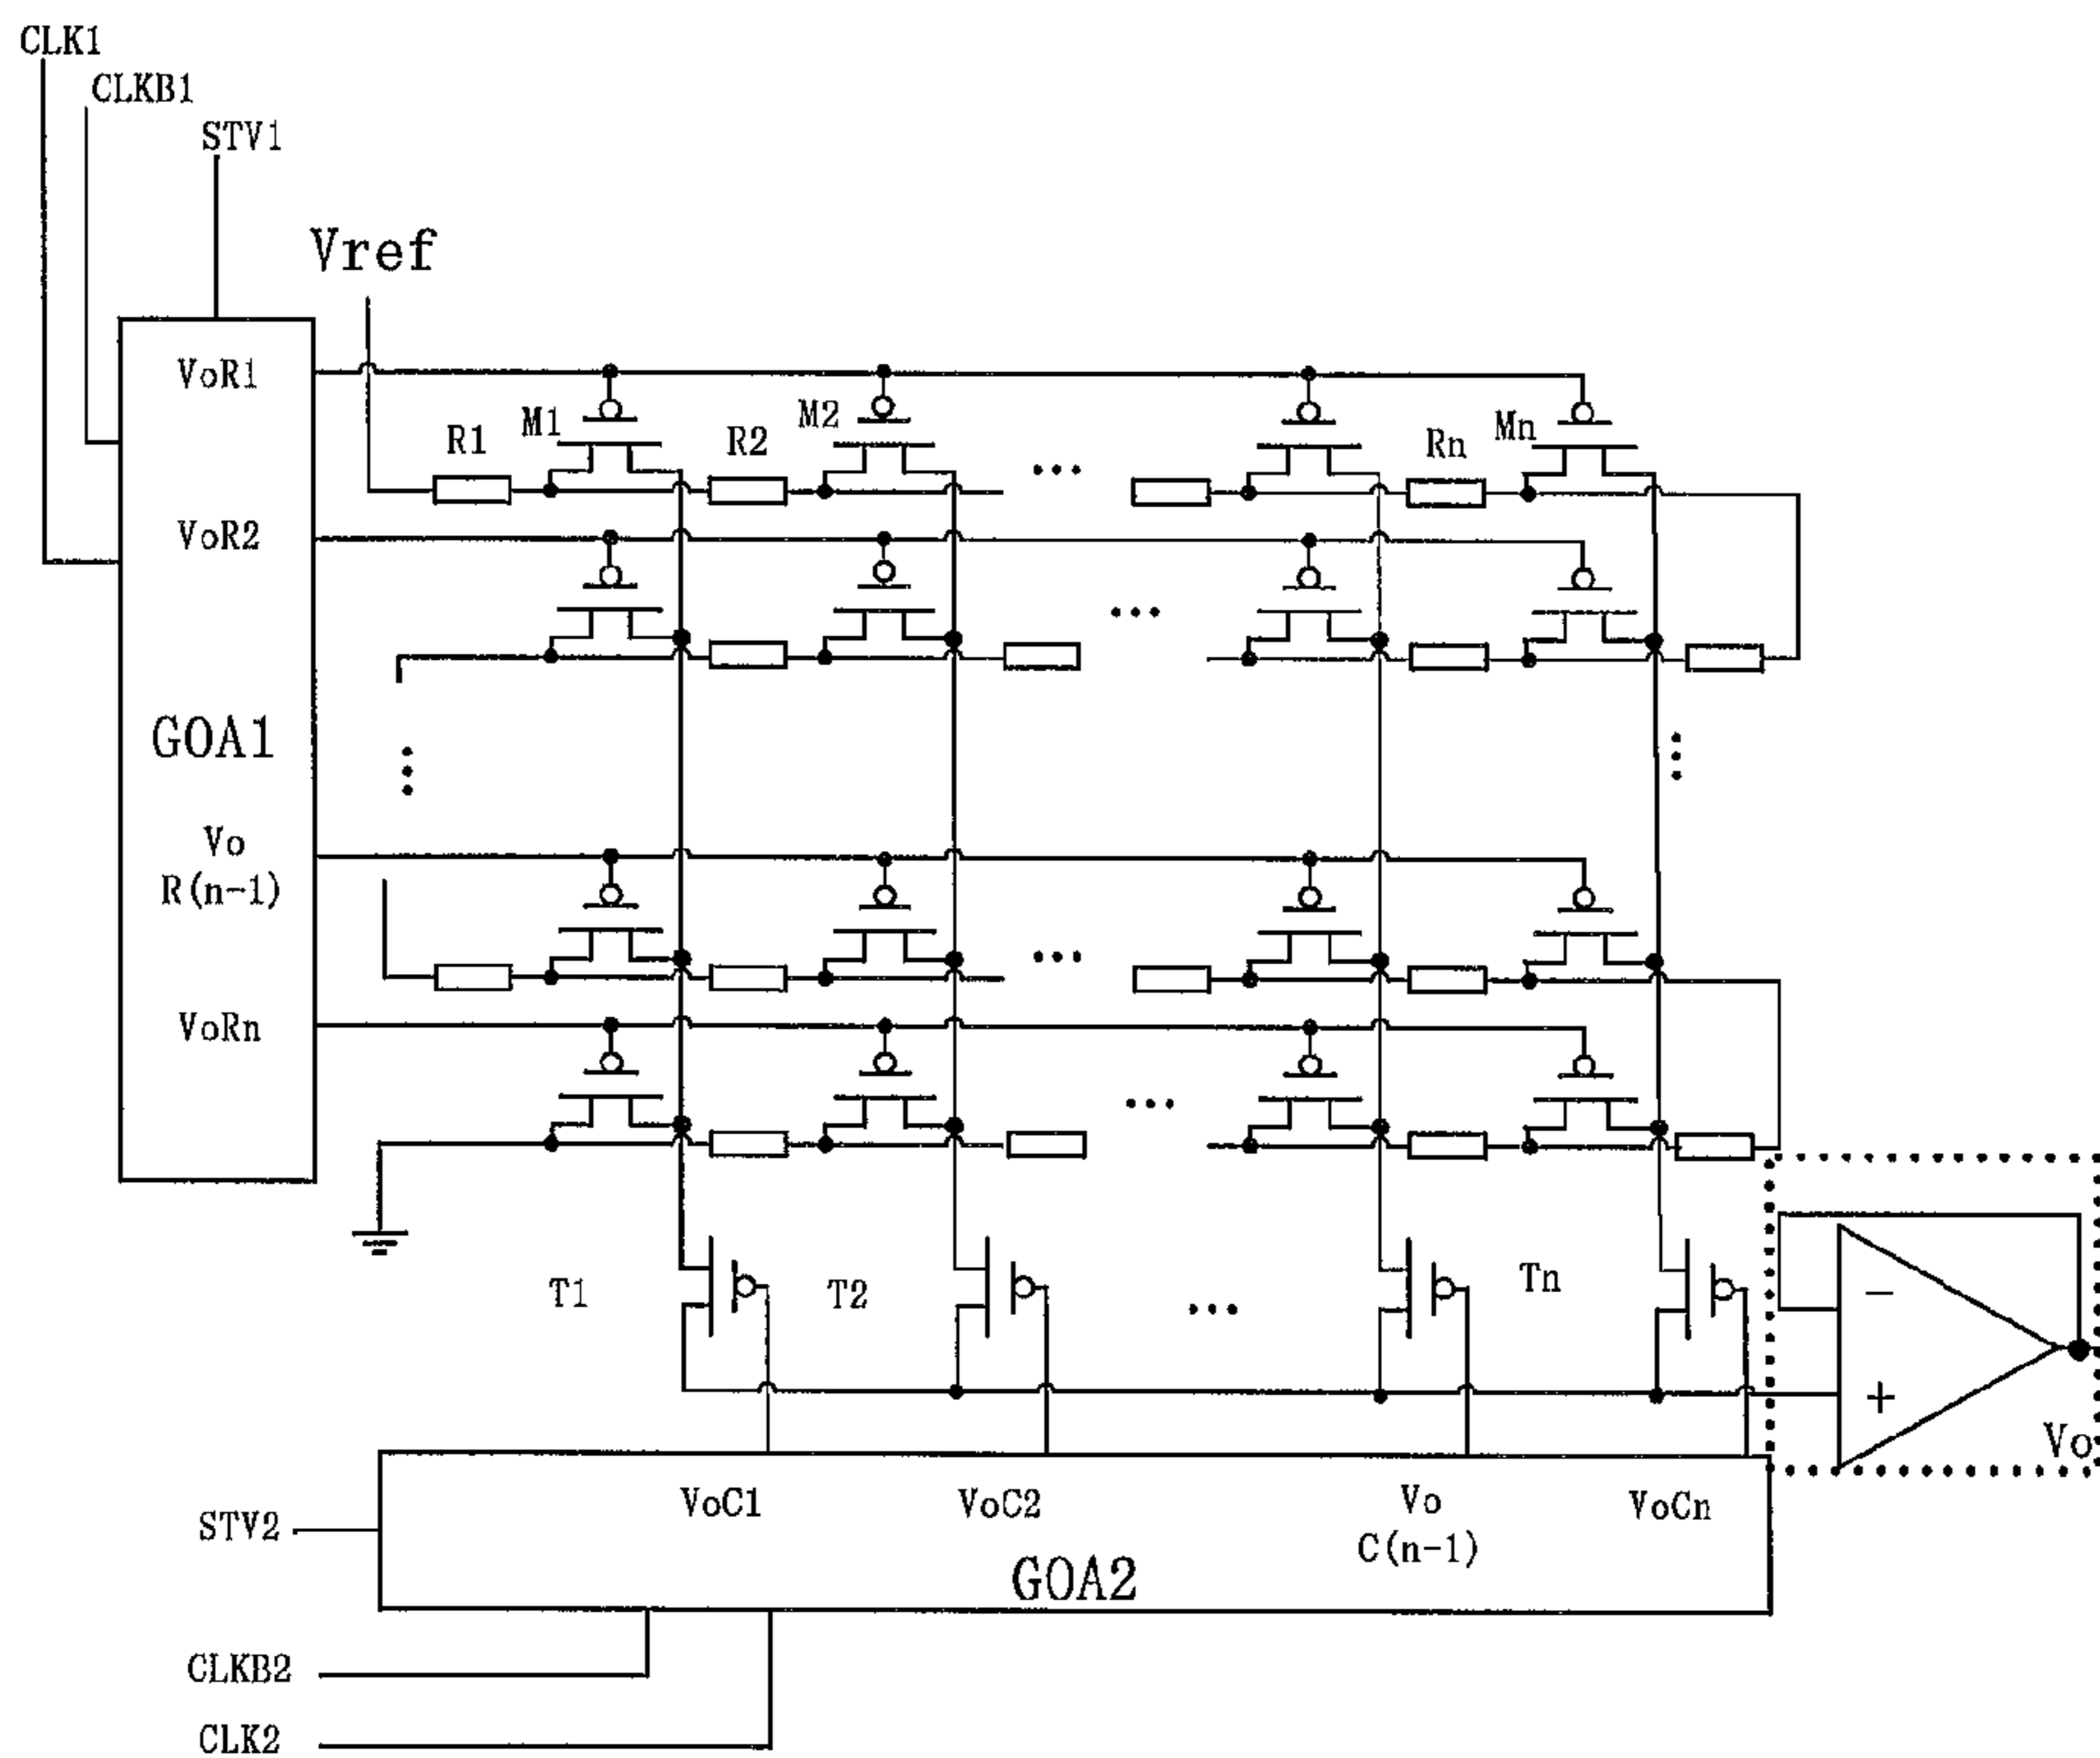 CLK1
CLKB1
STV1
Vref
VoR1
M1
M2
Mn
R1
R2
Rn
...
VoR2
...
GOA1
...
...
Vo
R(n-1)
...
VoRn
...
T1
T2
...
Tn
−
+
Vo
VoC1
VoC2
Vo
C(n-1)
VoCn
STV2
GOA2
CLKB2
CLK2